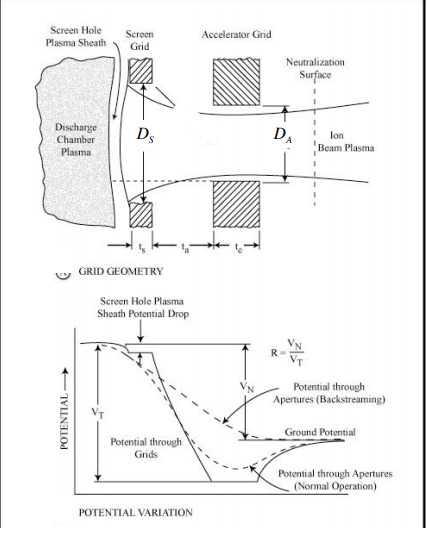 Screen Hole
Plasma Sheath
Screen
Grid
Accelerator Grid
Neutralization
Surface
Discharge
Chamber
Plasma
D_S
D_A
Ion
Beam Plasma
t_s
t_a
t_e
GRID GEOMETRY
Screen Hole Plasma
Sheath Potential Drop
R = V_N / V_T
V_N
V_T
Potential through
Apertures (Backstreaming)
Ground Potential
POTENTIAL
Potential through
Grids
Potential through Apertures
(Normal Operation)
POTENTIAL VARIATION